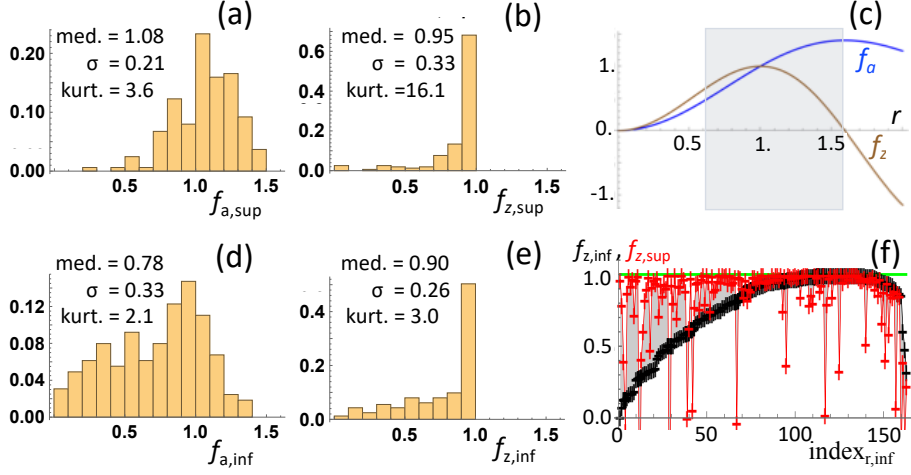 (a)
med. = 1.08
σ = 0.21
kurt. = 3.6
0.20
0.10
0.00
0.5
1.0
1.5
f_a,sup
(b)
med. = 0.95
σ = 0.33
kurt. =16.1
0.6
0.4
0.2
0.0
0.5
1.0
1.5
f_z,sup
(c)
1.
0.
-1.
0.5
1.
1.5
r
f_a
f_z
(d)
med. = 0.78
σ = 0.33
kurt. = 2.1
0.12
0.08
0.04
0.00
0.5
1.0
1.5
f_a,inf
(e)
med. = 0.90
σ = 0.26
kurt. = 3.0
0.4
0.2
0.0
0.5
1.0
1.5
f_z,inf
f_z,inf , f_z,sup
(f)
1.0
0.5
0.0
0
50
100
150
index_r,inf